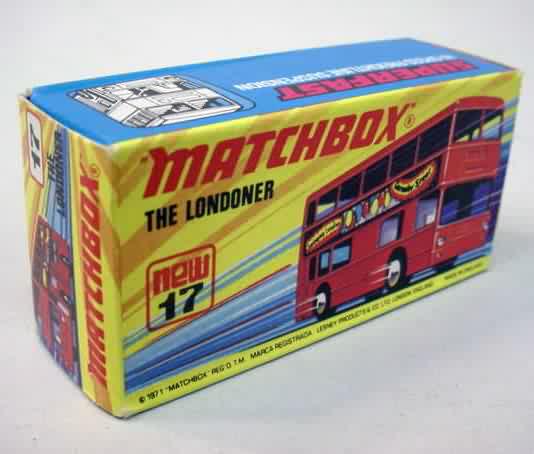 SUPERFAST
MATCHBOX®
THE LONDONER
new
17
© 1971 "MATCHBOX" REG'D. T.M. MARCA REGISTRADA LESNEY PRODUCTS & CO. LTD. LONDON, ENGLAND. MADE IN ENGLAND
17
THE
LONDONER
MATCHBOX